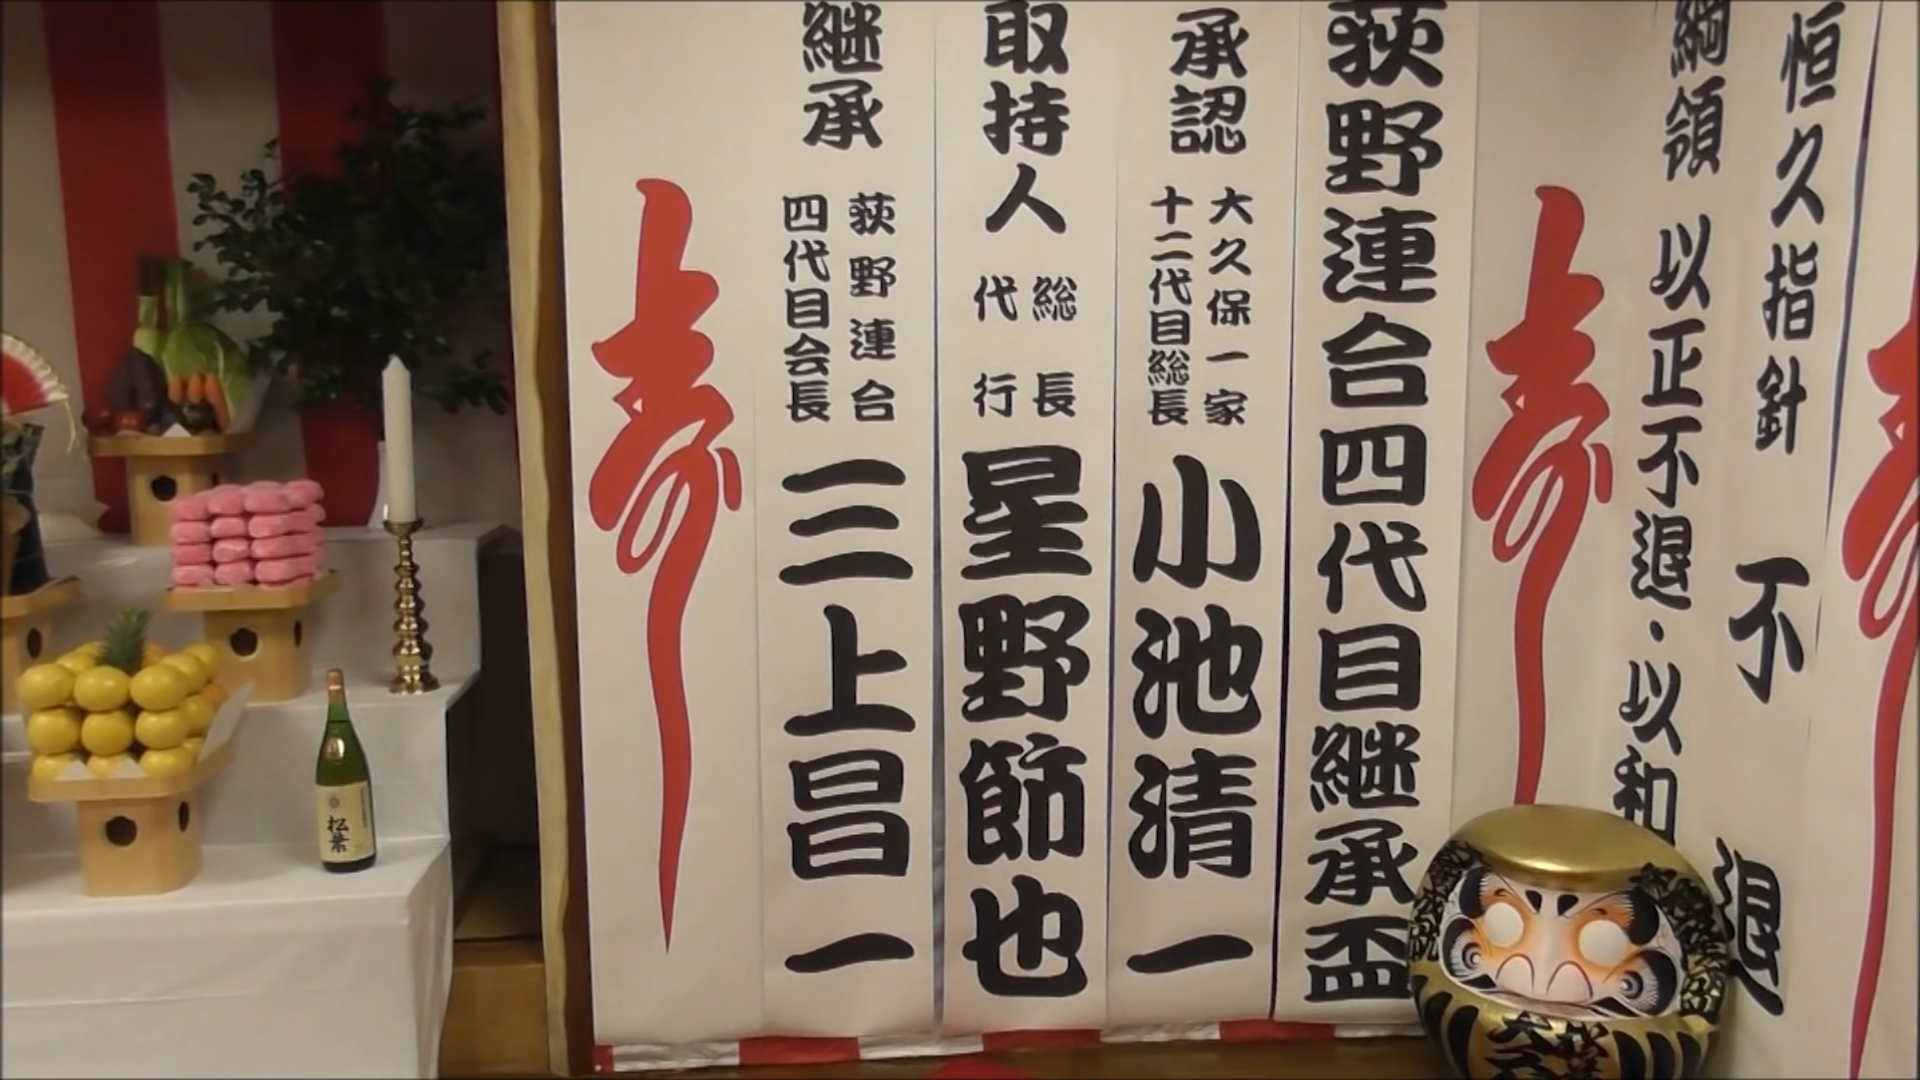 恒久指針 不退
綱領 以正不退・以和
寿
荻野連合四代目継承盃
承認 大久保一家 十二代目総長 小池清一
取持人 総長 代行 星野節也
継承 荻野連合 四代目会長 三上昌一
寿
松葉